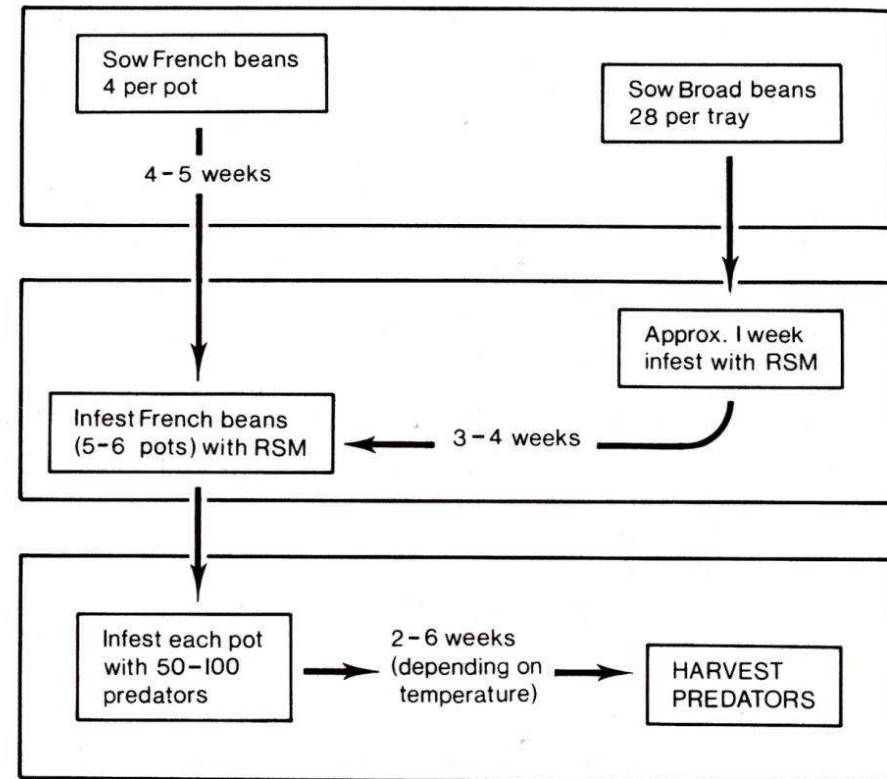 Sow French beans
4 per pot
Sow Broad beans
28 per tray
4-5 weeks
Approx. 1 week
infest with RSM
Infest French beans
(5-6 pots) with RSM
3-4 weeks
Infest each pot
with 50-100
predators
2-6 weeks
(depending on
temperature)
HARVEST
PREDATORS